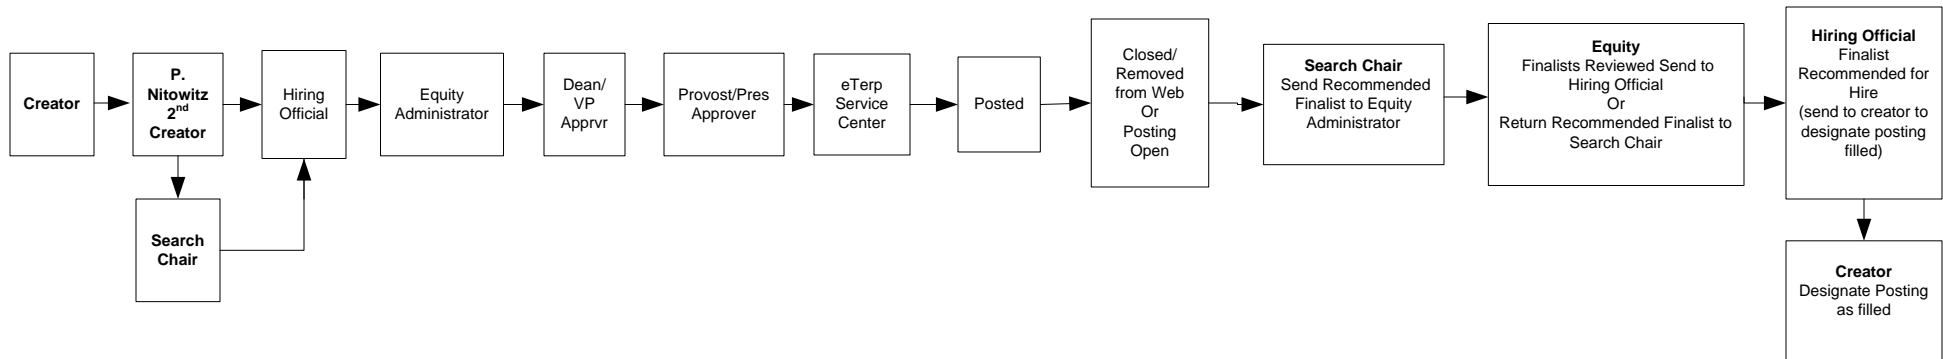 Creator
P.
Nitowitz
2nd
Creator
Search
Chair
Hiring
Official
Equity
Administrator
Dean/
VP
Apprvr
Provost/Pres
Approver
eTerp
Service
Center
Posted
Closed/
Removed
from Web
Or
Posting
Open
Search Chair
Send Recommended
Finalist to Equity
Administrator
Equity
Finalists Reviewed Send to
Hiring Official
Or
Return Recommended Finalist to
Search Chair
Hiring Official
Finalist
Recommended for
Hire
(send to creator to
designate posting
filled)
Creator
Designate Posting
as filled